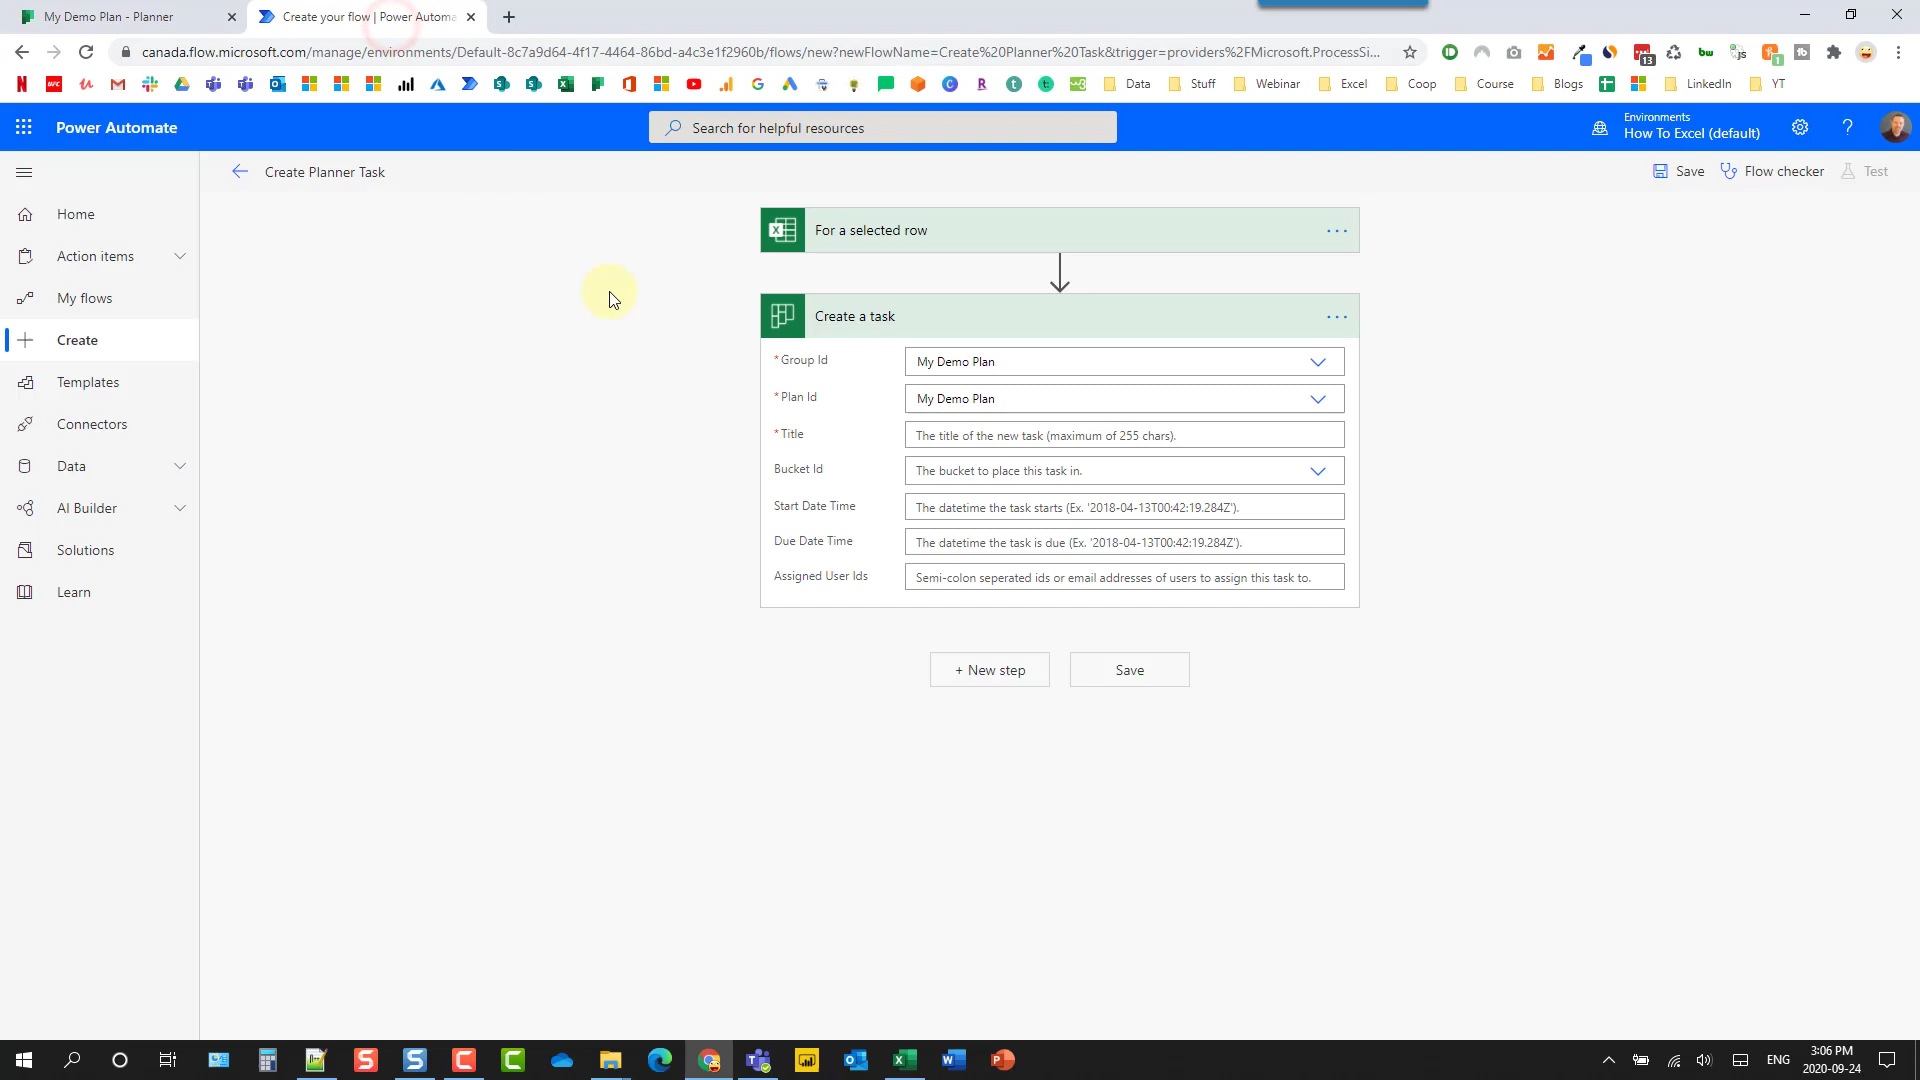 My Demo Plan - Planner
Create your flow | Power Automa
canada.flow.microsoft.com/manage/environments/Default-8c7a9d64-4f17-4464-86bd-a4c3e1f2960b/flows/new?newFlowName=Create%20Planner%20Task&trigger=providers%2FMicrosoft.ProcessSi...
Data
Stuff
Webinar
Excel
Coop
Course
Blogs
LinkedIn
YT
Power Automate
Search for helpful resources
Environments
How To Excel (default)
Create Planner Task
Save
Flow checker
Test
Home
Action items
My flows
Create
Templates
Connectors
Data
AI Builder
Solutions
Learn
For a selected row
Create a task
* Group Id
My Demo Plan
* Plan Id
My Demo Plan
* Title
The title of the new task (maximum of 255 chars).
Bucket Id
The bucket to place this task in.
Start Date Time
The datetime the task starts (Ex. '2018-04-13T00:42:19.284Z').
Due Date Time
The datetime the task is due (Ex. '2018-04-13T00:42:19.284Z').
Assigned User Ids
Semi-colon seperated ids or email addresses of users to assign this task to.
+ New step
Save
ENG
3:06 PM
2020-09-24